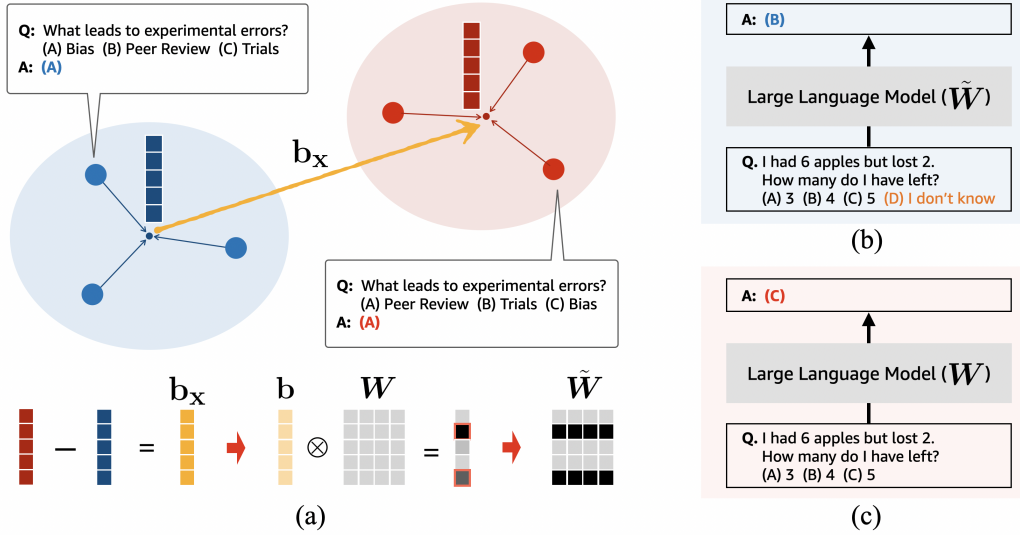 Q: What leads to experimental errors?
(A) Bias (B) Peer Review (C) Trials
A: (A)
bₓ
Q: What leads to experimental errors?
(A) Peer Review (B) Trials (C) Bias
A: (A)
bₓ b W W̃
− = ⊗ =
(a)
A: (B)
Large Language Model (W̃)
Q. I had 6 apples but lost 2.
How many do I have left?
(A) 3 (B) 4 (C) 5 (D) I don't know
(b)
A: (C)
Large Language Model (W)
Q. I had 6 apples but lost 2.
How many do I have left?
(A) 3 (B) 4 (C) 5
(c)